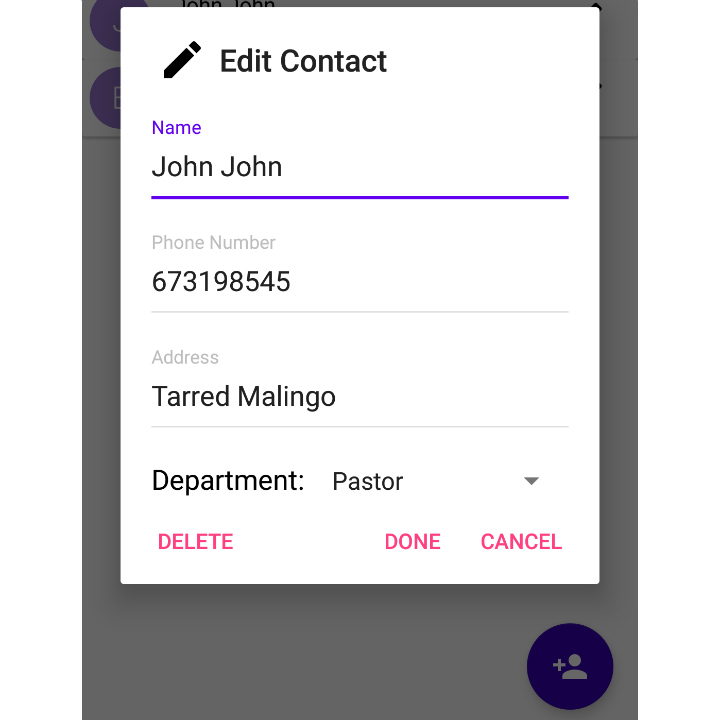 John John
Edit Contact
Name
John John
Phone Number
673198545
Address
Tarred Malingo
Department: Pastor
DELETE DONE CANCEL